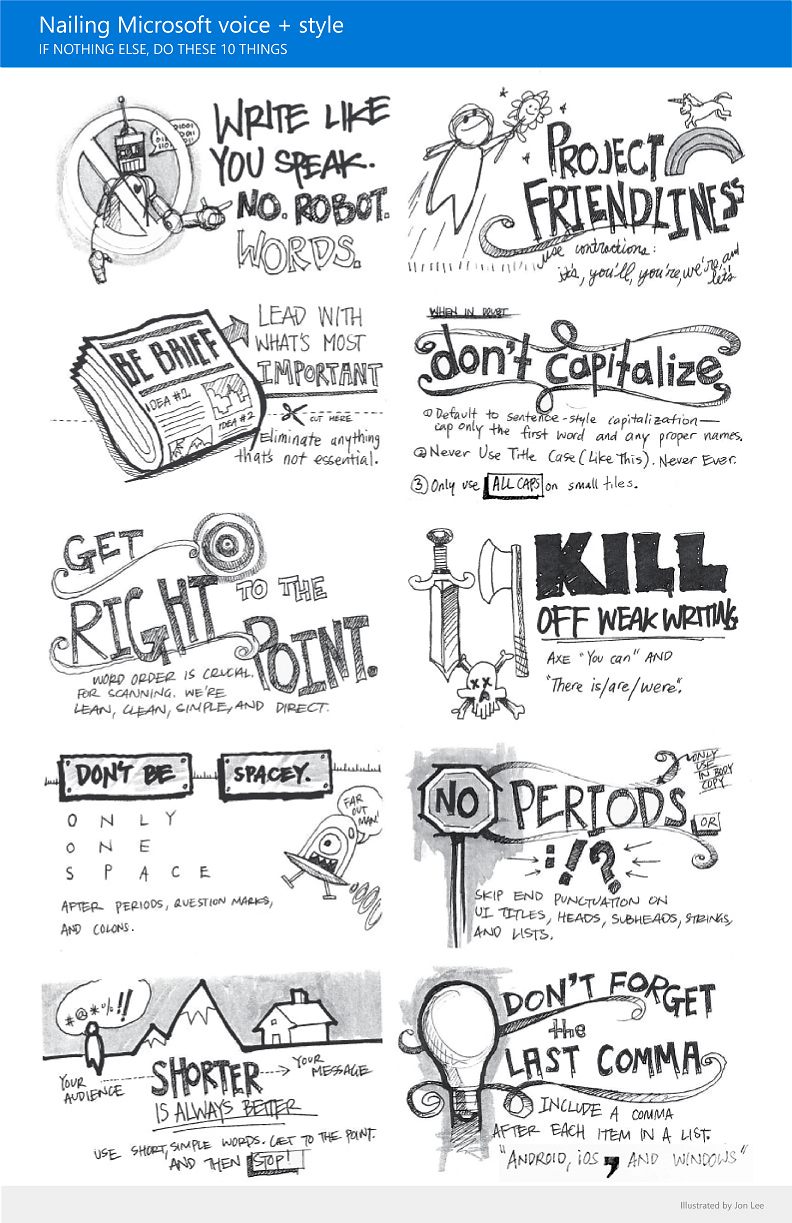 Nailing Microsoft voice + style
IF NOTHING ELSE, DO THESE 10 THINGS
WRITE LIKE
YOU SPEAK.
NO. ROBOT.
WORDS.
PROJECT
FRIENDLINESS
use contractions:
it's, you'll, you're, we're, and
let's
BE BRIEF
IDEA #1
IDEA #2
LEAD WITH
WHAT'S MOST
IMPORTANT
CUT HERE
Eliminate anything
that's not essential.
WHEN IN DOUBT
don't capitalize
① Default to sentence-style capitalization—
cap only the first word and any proper names.
② Never Use Title Case (Like This). Never Ever.
③ Only use ALL CAPS on small tiles.
GET
RIGHT TO THE
POINT.
WORD ORDER IS CRUCIAL
FOR SCANNING. WE'RE
LEAN, CLEAN, SIMPLE, AND DIRECT.
KILL
OFF WEAK WRITING
AXE "You can" AND
"There is/are/were".
DON'T BE SPACEY.
ONLY
ONE
SPACE
AFTER PERIODS, QUESTION MARKS,
AND COLONS.
FAR
OUT
MAN!
NO PERIODS
ONLY
USE
IN BODY
COPY
OR
:!?
SKIP END PUNCTUATION ON
UI TITLES, HEADS, SUBHEADS, STRINGS,
AND LISTS.
#@*%!!
YOUR
AUDIENCE
SHORTER
YOUR
MESSAGE
IS ALWAYS BETTER
USE SHORT, SIMPLE WORDS. GET TO THE POINT.
AND THEN STOP!
DON'T FORGET
the
LAST COMMA
INCLUDE A COMMA
AFTER EACH ITEM IN A LIST.
"ANDROID, iOS, AND WINDOWS"
Illustrated by Jon Lee